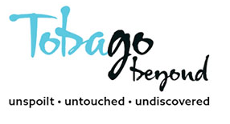 Tobago
beyond
unspoilt • untouched • undiscovered